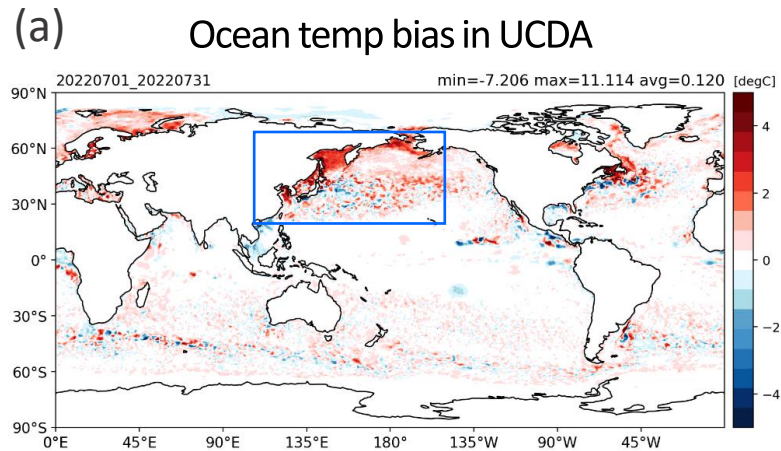 (a)
Ocean temp bias in UCDA
20220701_20220731
min=-7.206 max=11.114 avg=0.120
[degC]
90°N
60°N
30°N
0°
30°S
60°S
90°S
0°E
45°E
90°E
135°E
180°
135°W
90°W
45°W
4
2
0
−2
−4